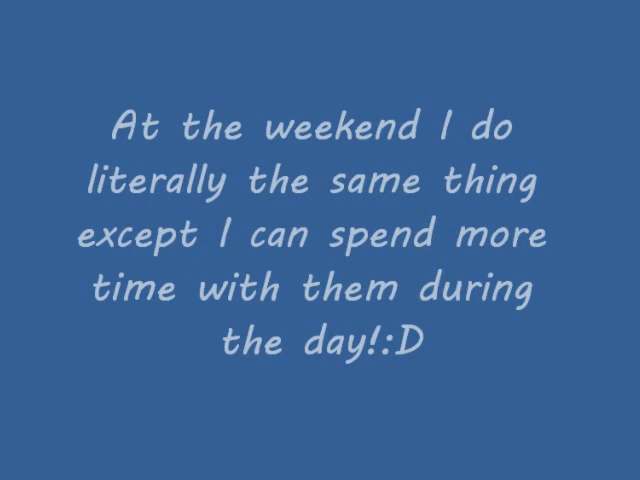 At the weekend I do
literally the same thing
except I can spend more
time with them during
the day!:D